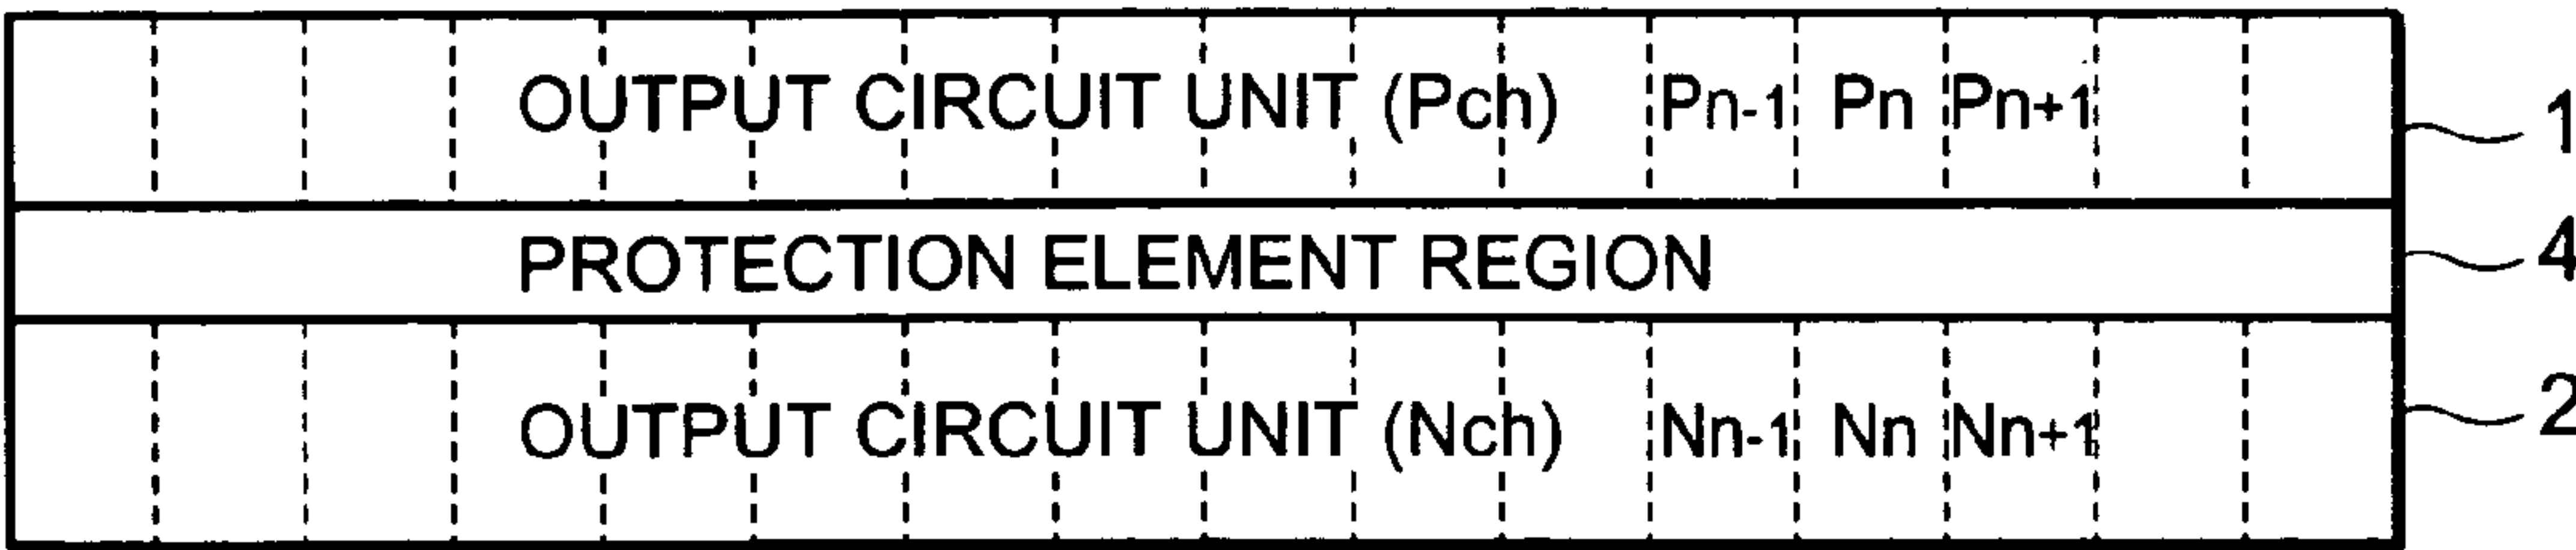 OUTPUT CIRCUIT UNIT (Pch) Pn-1 Pn Pn+1 1
PROTECTION ELEMENT REGION 4
OUTPUT CIRCUIT UNIT (Nch) Nn-1 Nn Nn+1 2